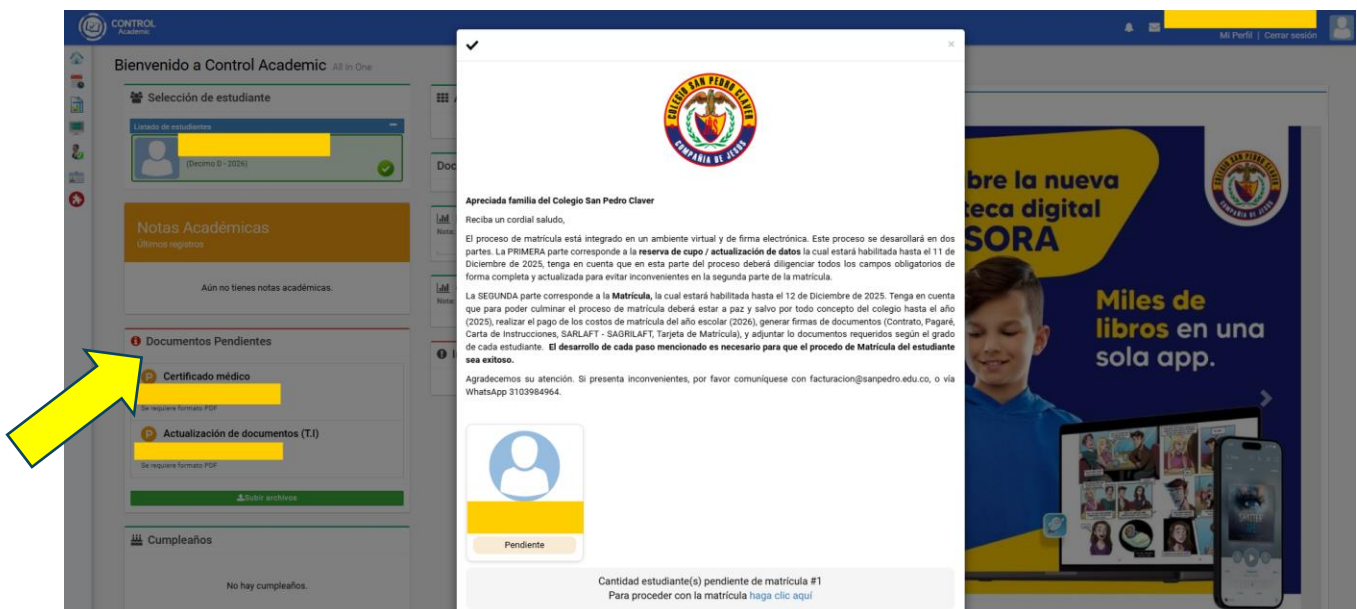 CONTROL
Academic
Mi Perfil | Cerrar sesión
Bienvenido a Control Academic All in One
Selección de estudiante
Listado de estudiantes
(Decimo D - 2026)
Notas Académicas
Últimos registros
Aún no tienes notas académicas.
Documentos Pendientes
Certificado médico
Se requiere formato PDF
Actualización de documentos (T.I)
Se requiere formato PDF
Subir archivos
Cumpleaños
No hay cumpleaños.
Doc
Nota:
Nota:
COLEGIO SAN PEDRO CLAVER
COMPAÑIA DE JESUS
Apreciada familia del Colegio San Pedro Claver
Reciba un cordial saludo,
El proceso de matrícula está integrado en un ambiente virtual y de firma electrónica. Este proceso se desarollará en dos
partes. La PRIMERA parte corresponde a la reserva de cupo / actualización de datos la cual estará habilitada hasta el 11 de
Diciembre de 2025, tenga en cuenta que en esta parte del proceso deberá diligenciar todos los campos obligatorios de
forma completa y actualizada para evitar inconvenientes en la segunda parte de la matrícula.
La SEGUNDA parte corresponde a la Matrícula, la cual estará habilitada hasta el 12 de Diciembre de 2025. Tenga en cuenta
que para poder culminar el proceso de matrícula deberá estar a paz y salvo por todo concepto del colegio hasta el año
(2025), realizar el pago de los costos de matrícula del año escolar (2026), generar firmas de documentos (Contrato, Pagaré,
Carta de Instrucciones, SARLAFT - SAGRILAFT, Tarjeta de Matrícula), y adjuntar lo documentos requeridos según el grado
de cada estudiante. El desarrollo de cada paso mencionado es necesario para que el procedo de Matrícula del estudiante
sea exitoso.
Agradecemos su atención. Si presenta inconvenientes, por favor comuníquese con facturacion@sanpedro.edu.co, o vía
WhatsApp 3103984964.
Pendiente
Cantidad estudiante(s) pendiente de matrícula #1
Para proceder con la matrícula haga clic aquí
bre la nueva
teca digital
SORA
Miles de
libros en una
sola app.